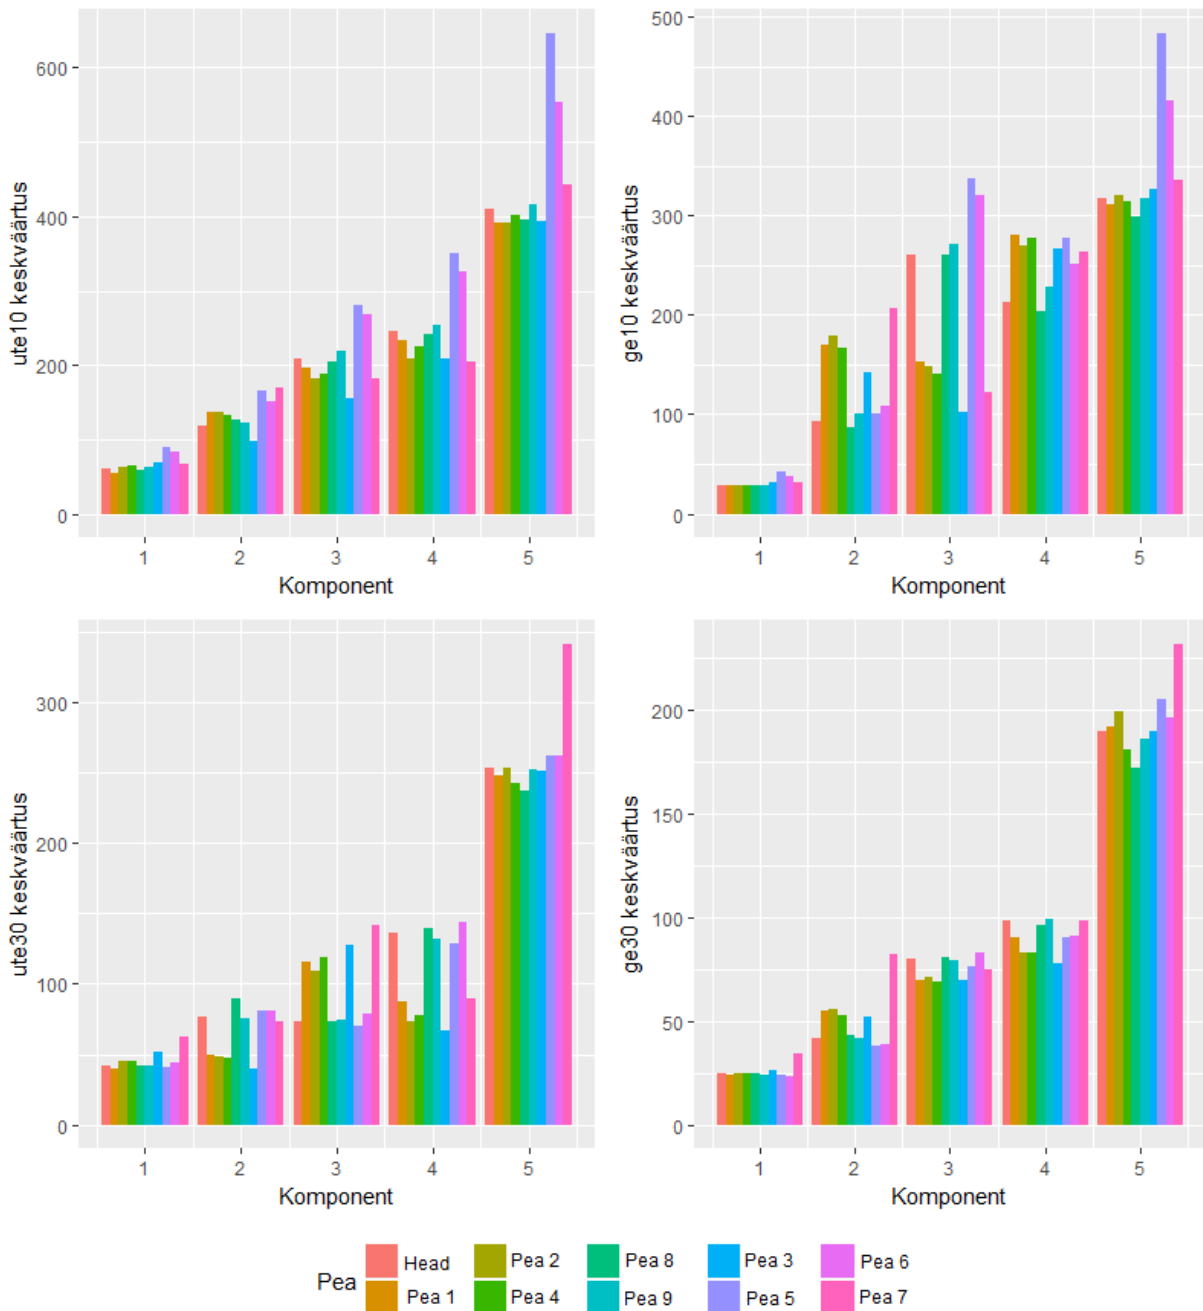 600
400
200
0
ute10 keskväärtus
1 2 3 4 5
Komponent
500
400
300
200
100
0
ge10 keskväärtus
1 2 3 4 5
Komponent
300
200
100
0
ute30 keskväärtus
1 2 3 4 5
Komponent
200
150
100
50
0
ge30 keskväärtus
1 2 3 4 5
Komponent
Pea
Head Pea 2 Pea 8 Pea 3 Pea 6
Pea 1 Pea 4 Pea 9 Pea 5 Pea 7